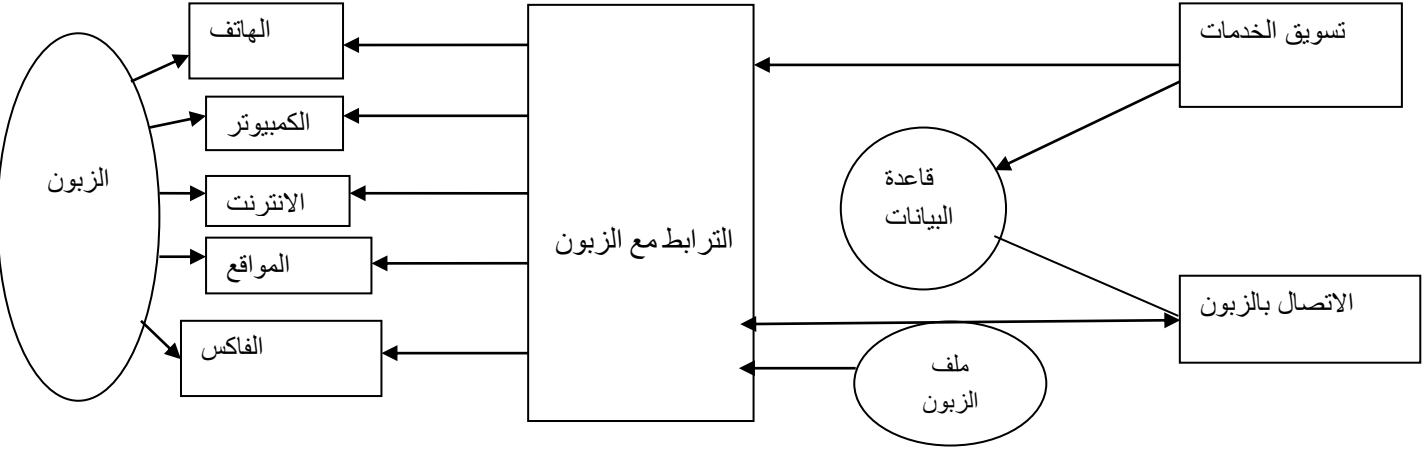 تسويق الخدمات
الهاتف
الكمبيوتر
الانترنت
المواقع
الفاكس
الزبون
الترابط مع الزبون
قاعدة
البيانات
الاتصال بالزبون
ملف
الزبون